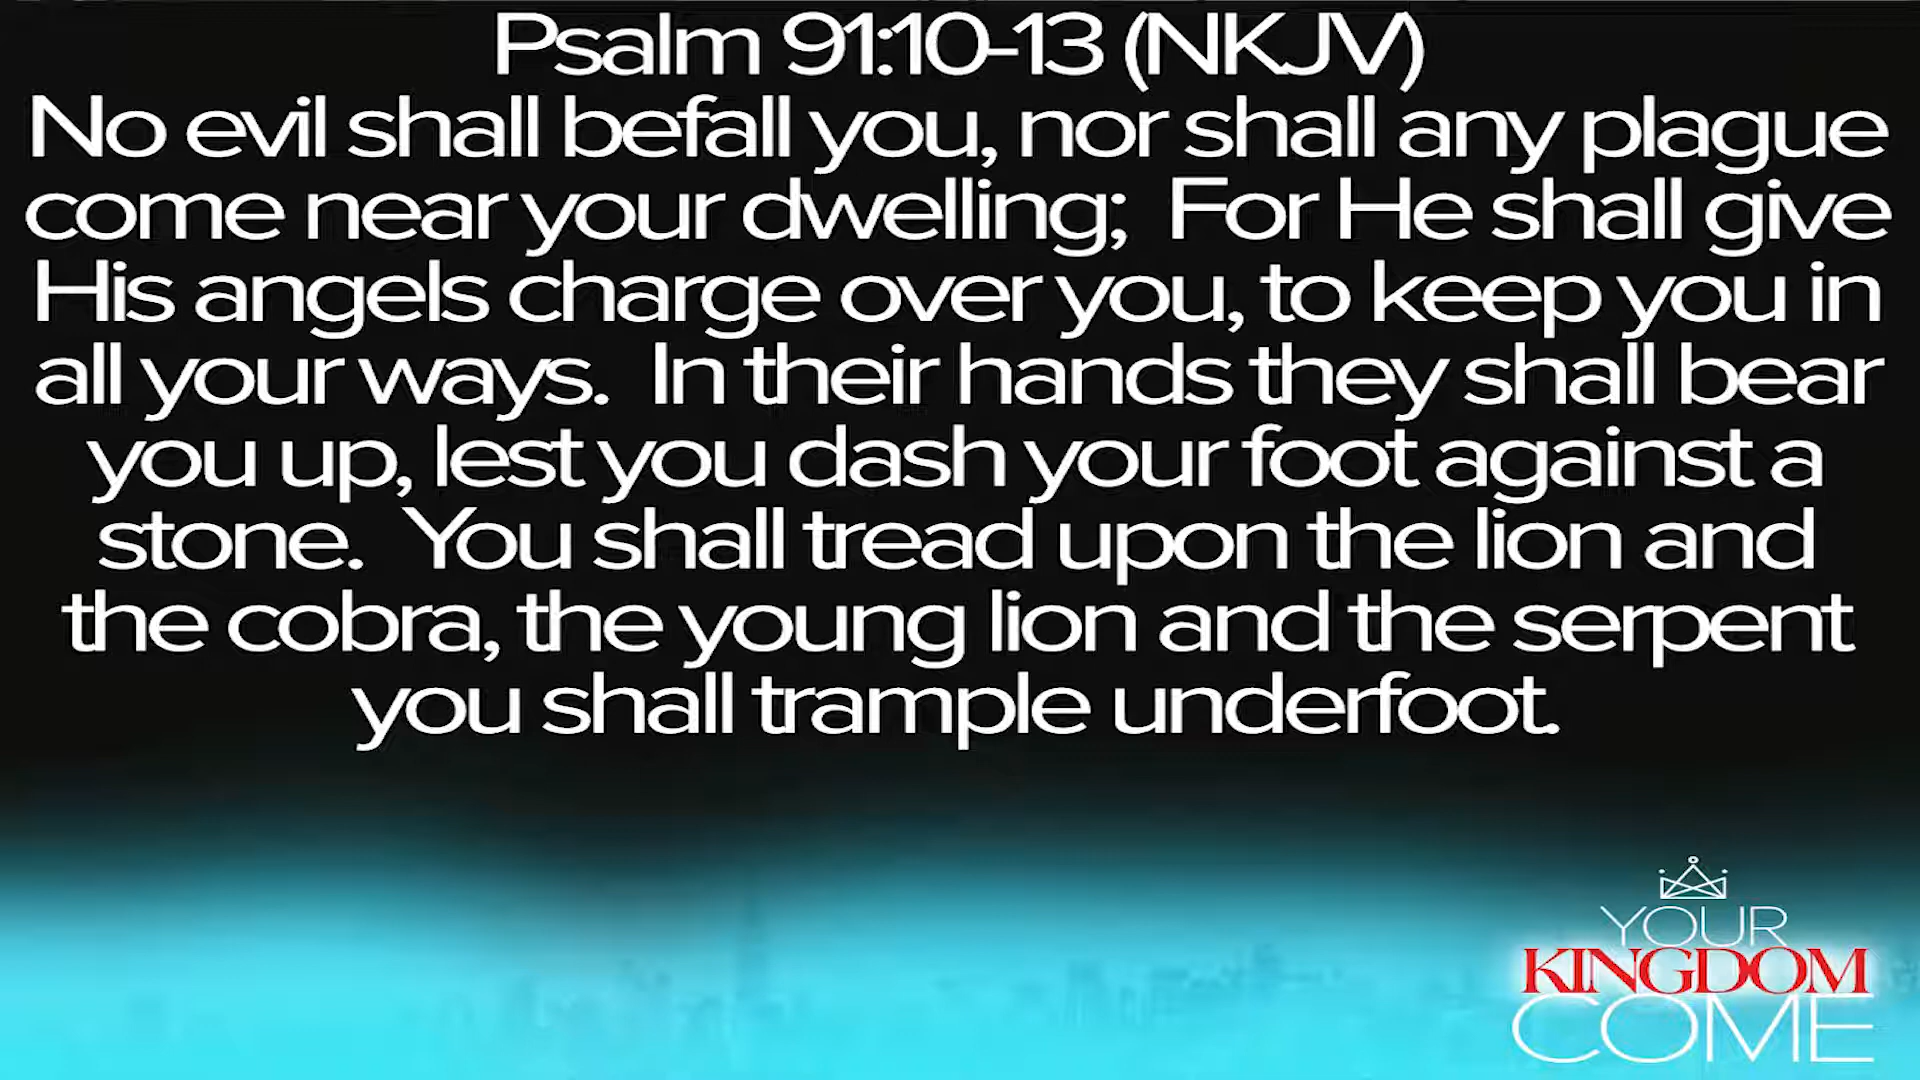 Psalm 91:10-13 (NKJV)
No evil shall befall you, nor shall any plague
come near your dwelling;  For He shall give
His angels charge over you, to keep you in
all your ways.  In their hands they shall bear
you up, lest you dash your foot against a
stone.  You shall tread upon the lion and
the cobra, the young lion and the serpent
you shall trample underfoot.
YOUR
KINGDOM
COME